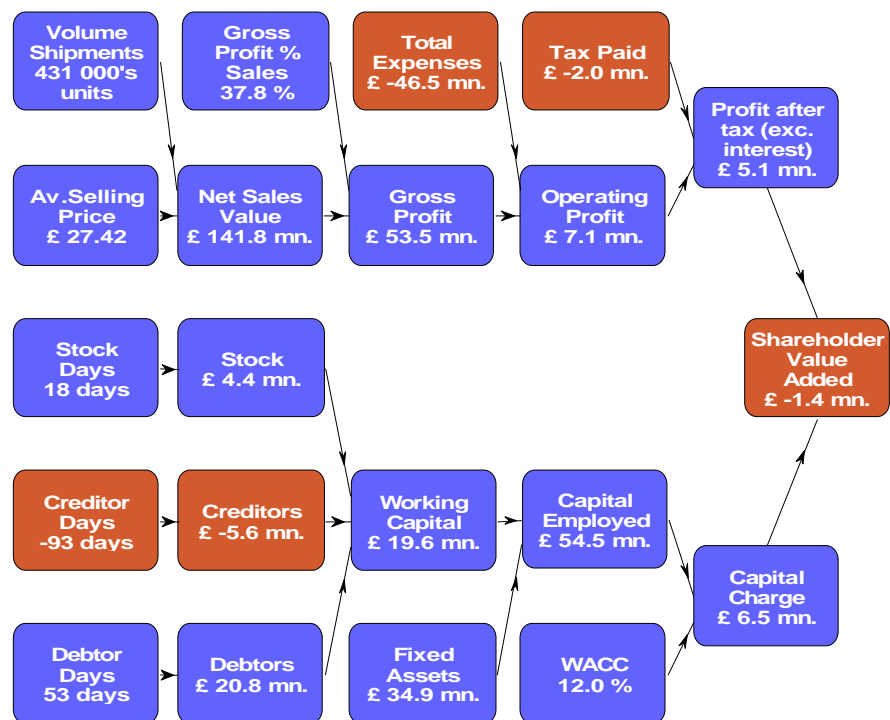 Volume
Shipments
431 000's
units
Gross
Profit %
Sales
37.8 %
Total
Expenses
£ -46.5 mn.
Tax Paid
£ -2.0 mn.
Profit after
tax (exc.
interest)
£ 5.1 mn.
Av.Selling
Price
£ 27.42
Net Sales
Value
£ 141.8 mn.
Gross
Profit
£ 53.5 mn.
Operating
Profit
£ 7.1 mn.
Stock
Days
18 days
Stock
£ 4.4 mn.
Shareholder
Value
Added
£ -1.4 mn.
Creditor
Days
-93 days
Creditors
£ -5.6 mn.
Working
Capital
£ 19.6 mn.
Capital
Employed
£ 54.5 mn.
Capital
Charge
£ 6.5 mn.
Debtor
Days
53 days
Debtors
£ 20.8 mn.
Fixed
Assets
£ 34.9 mn.
WACC
12.0 %